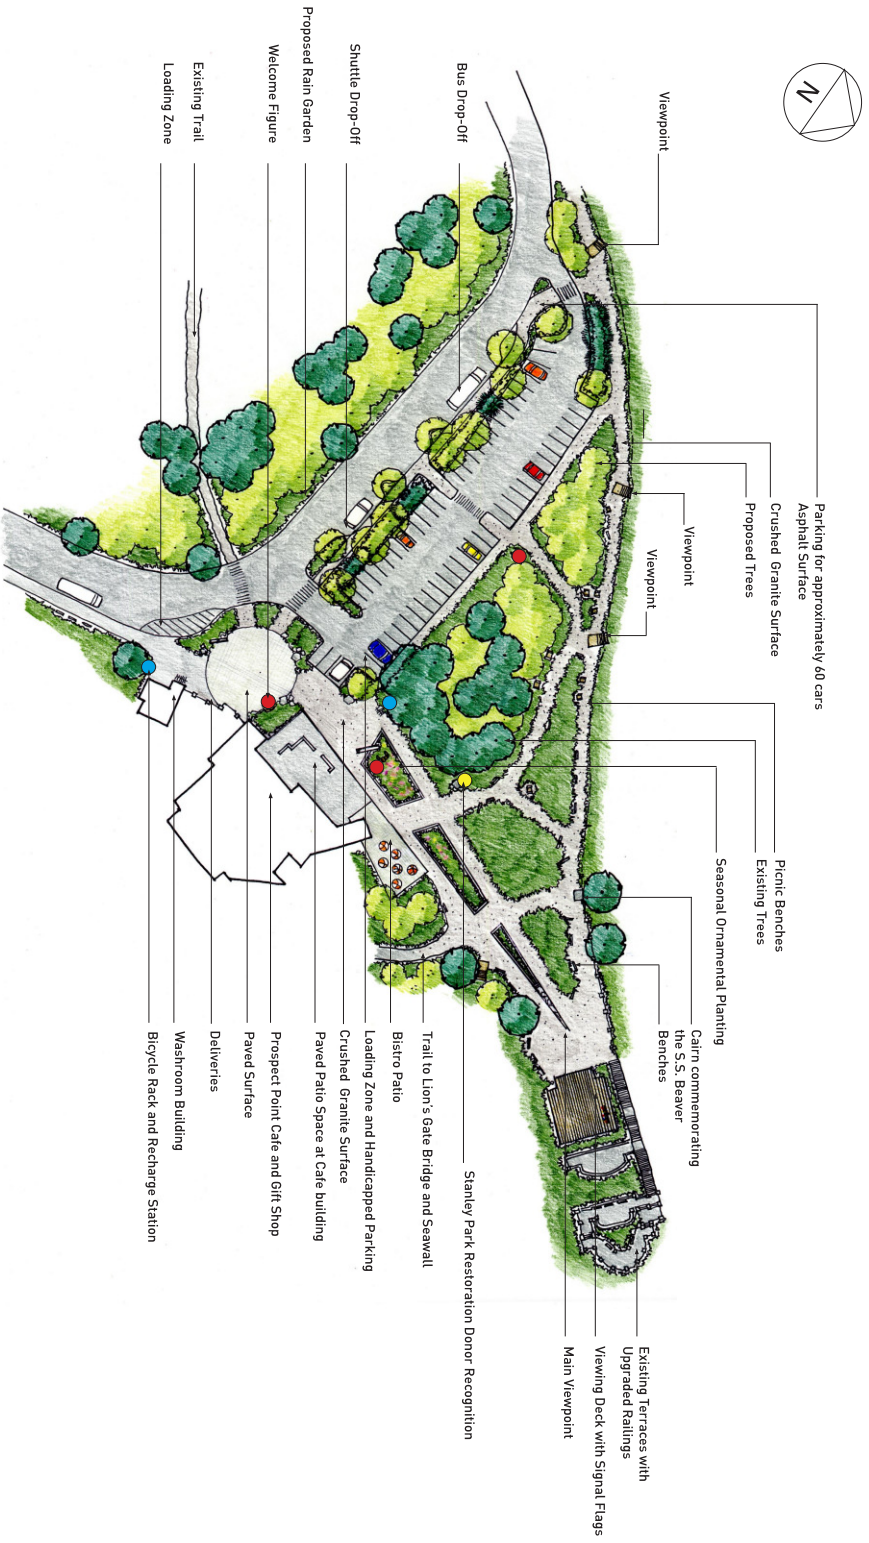 N
Viewpoint
Parking for approximately 60 cars
Asphalt Surface
Crushed Granite Surface
Proposed Trees
Viewpoint
Viewpoint
Picnic Benches
Existing Trees
Seasonal Ornamental Planting
Cairn commemorating
the S.S. Beaver
Benches
Existing Terraces with
Upgraded Railings
Viewing Deck with Signal Flags
Main Viewpoint
Bus Drop-Off
Shuttle Drop-Off
Proposed Rain Garden
Welcome Figure
Existing Trail
Loading Zone
Stanley Park Restoration Donor Recognition
Trail to Lion's Gate Bridge and Seawall
Bistro Patio
Loading Zone and Handicapped Parking
Crushed Granite Surface
Paved Patio Space at Cafe building
Prospect Point Cafe and Gift Shop
Paved Surface
Deliveries
Washroom Building
Bicycle Rack and Recharge Station